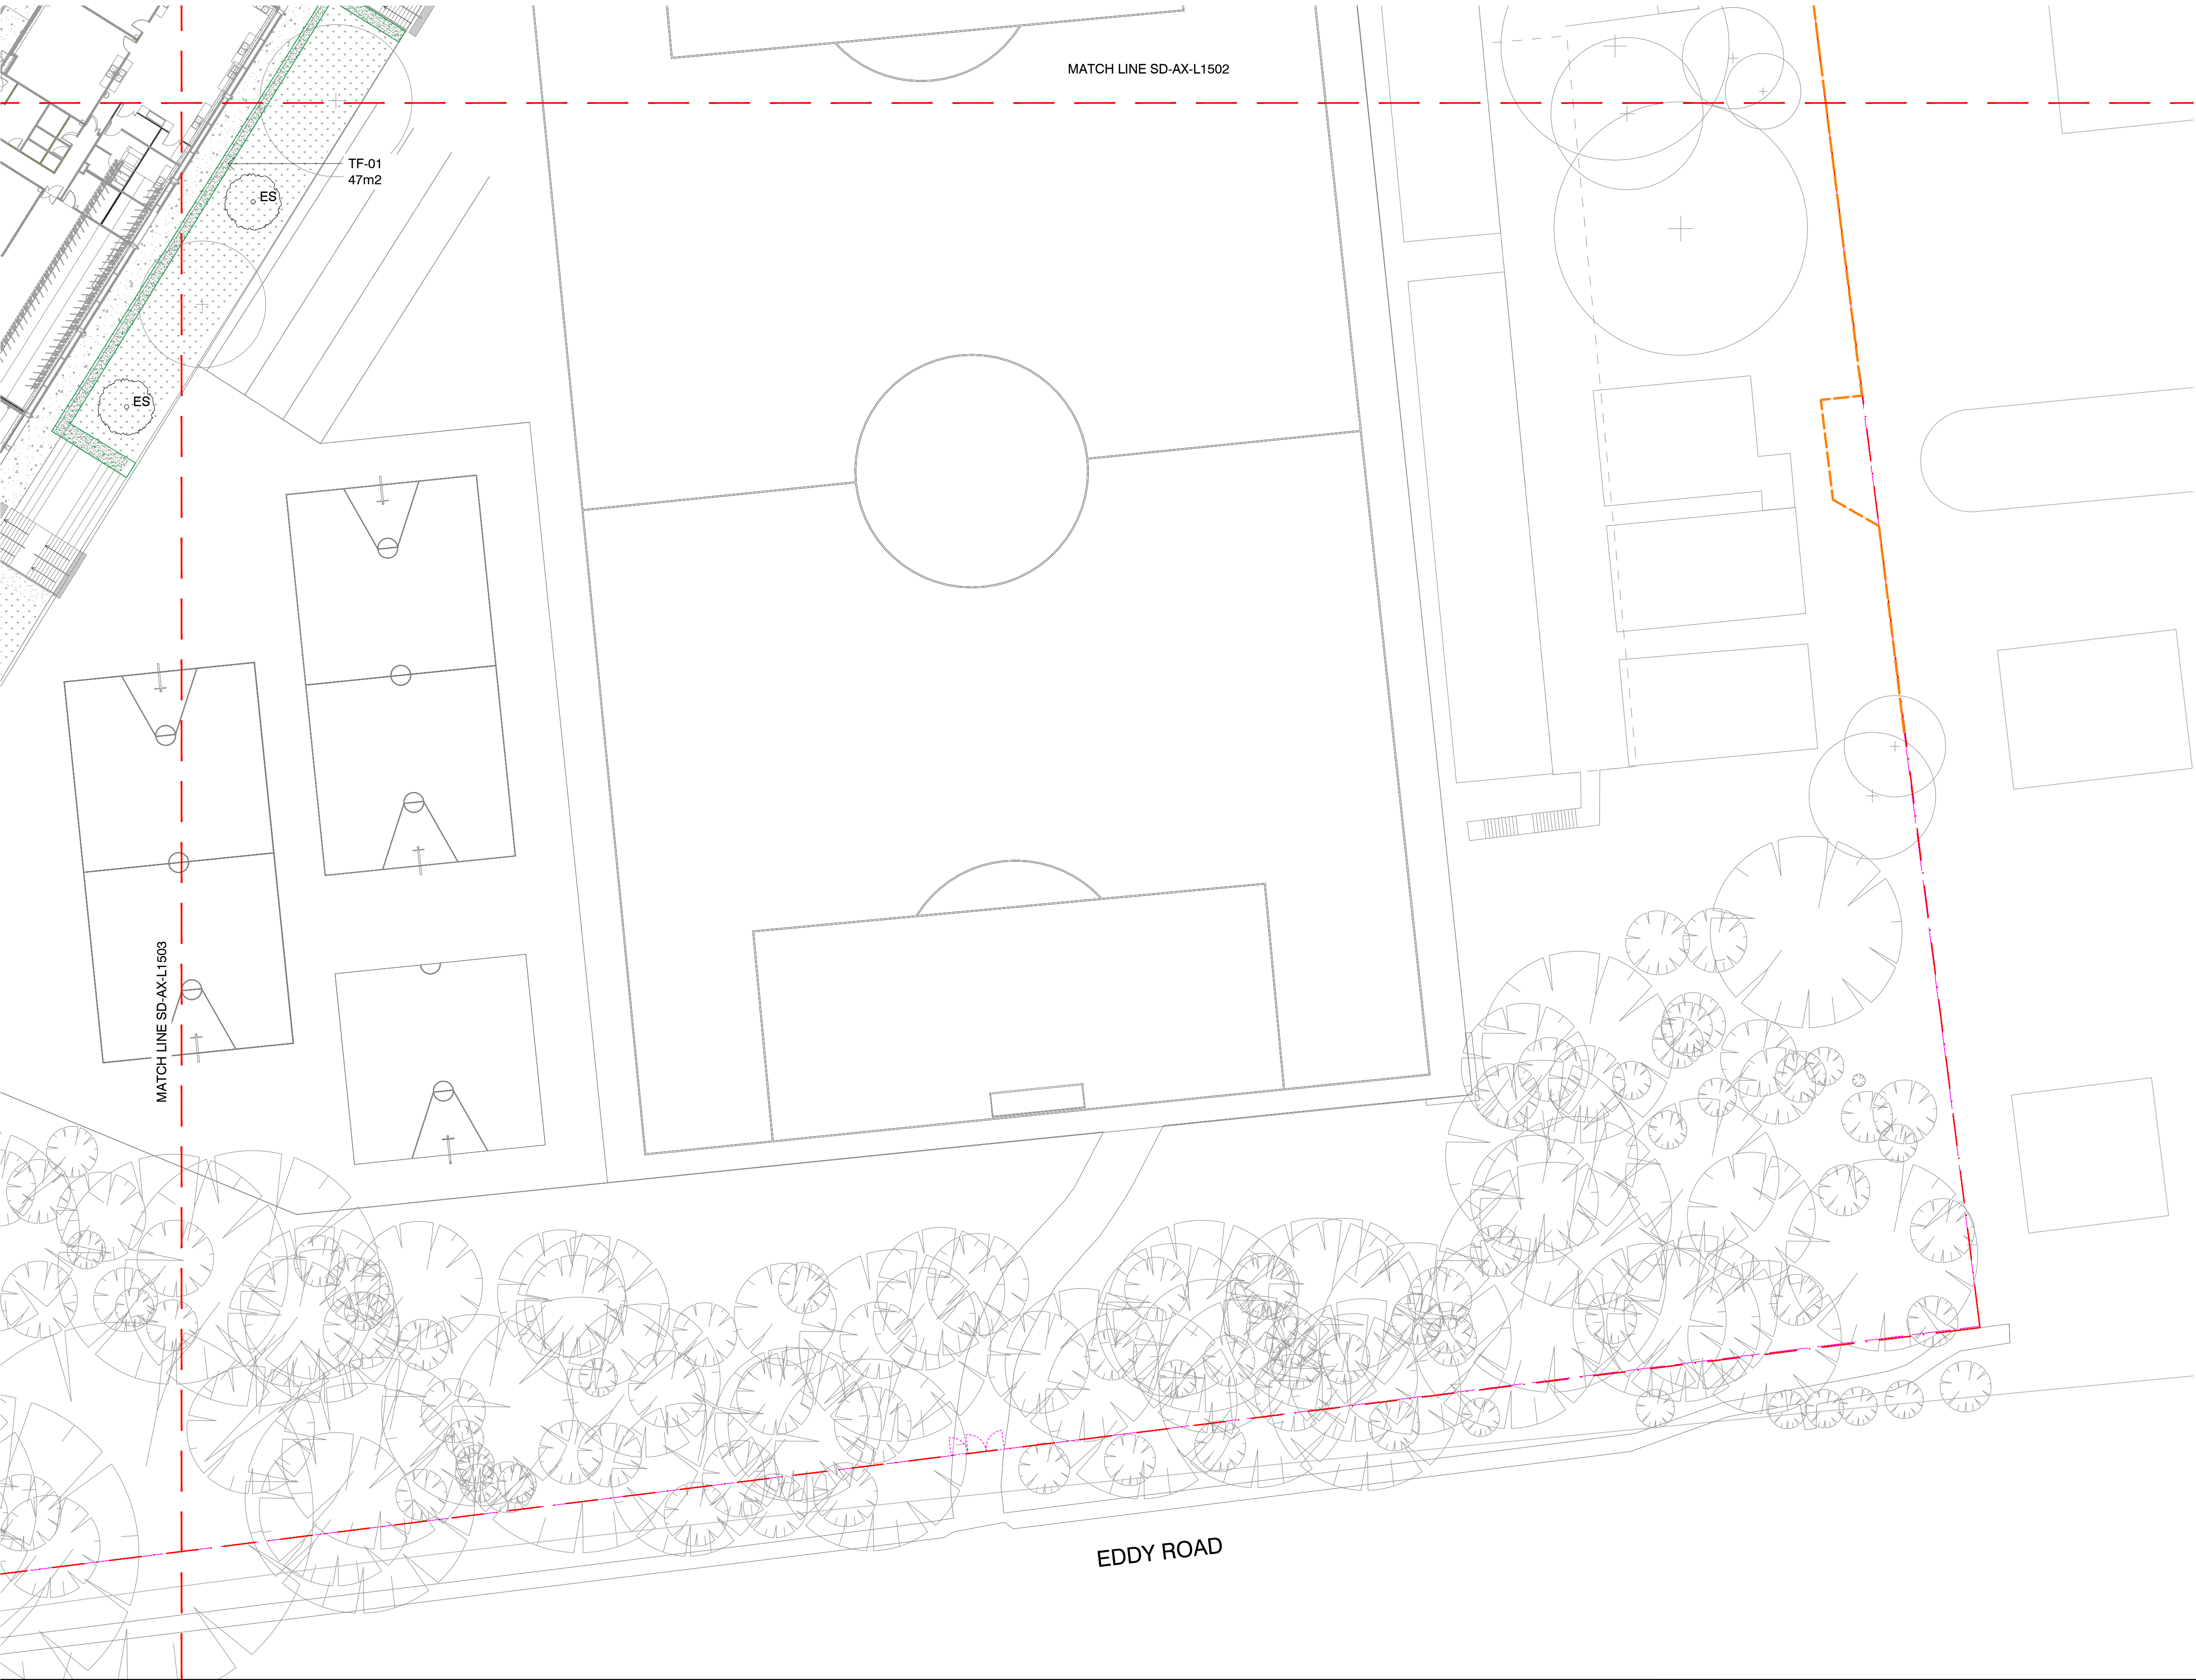 MATCH LINE SD-AX-L1502
TF-01
47m2
ES
ES
MATCH LINE SD-AX-L1503
EDDY ROAD